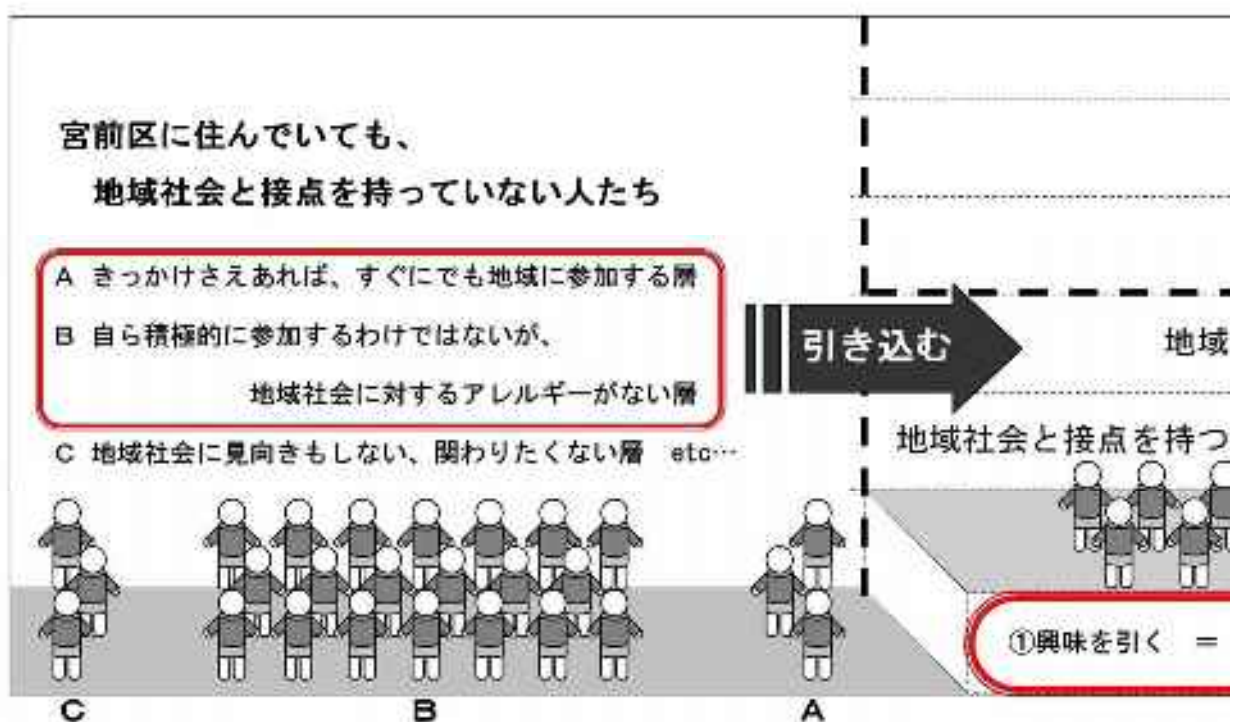 宮前区に住んでいても、
地域社会と接点を持っていない人たち
A きっかけさえあれば、すぐにでも地域に参加する層
B 自ら積極的に参加するわけではないが、
地域社会に対するアレルギーがない層
C 地域社会に見向きもしない、関わりたくない層 etc…
引き込む
地域
地域社会と接点を持つ
①興味を引く =
C
B
A